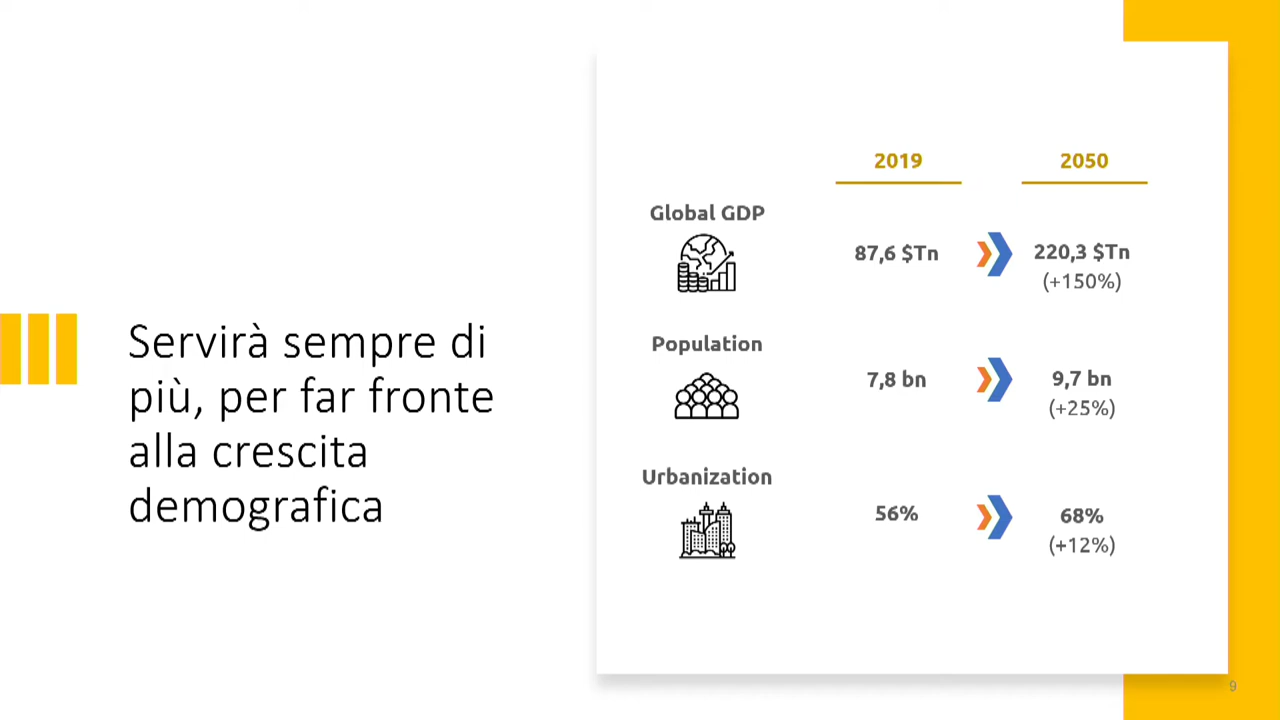 Servirà sempre di
più, per far fronte
alla crescita
demografica
2019 2050
Global GDP
87,6 $Tn 220,3 $Tn
(+150%)
Population
7,8 bn 9,7 bn
(+25%)
Urbanization
56% 68%
(+12%)
9